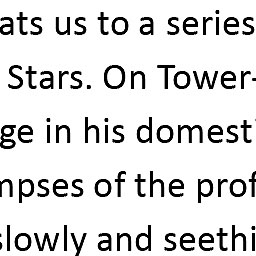 ats us to a series
Stars. On Tower-
ge in his domest
mpses of the prof
slowly and seethi